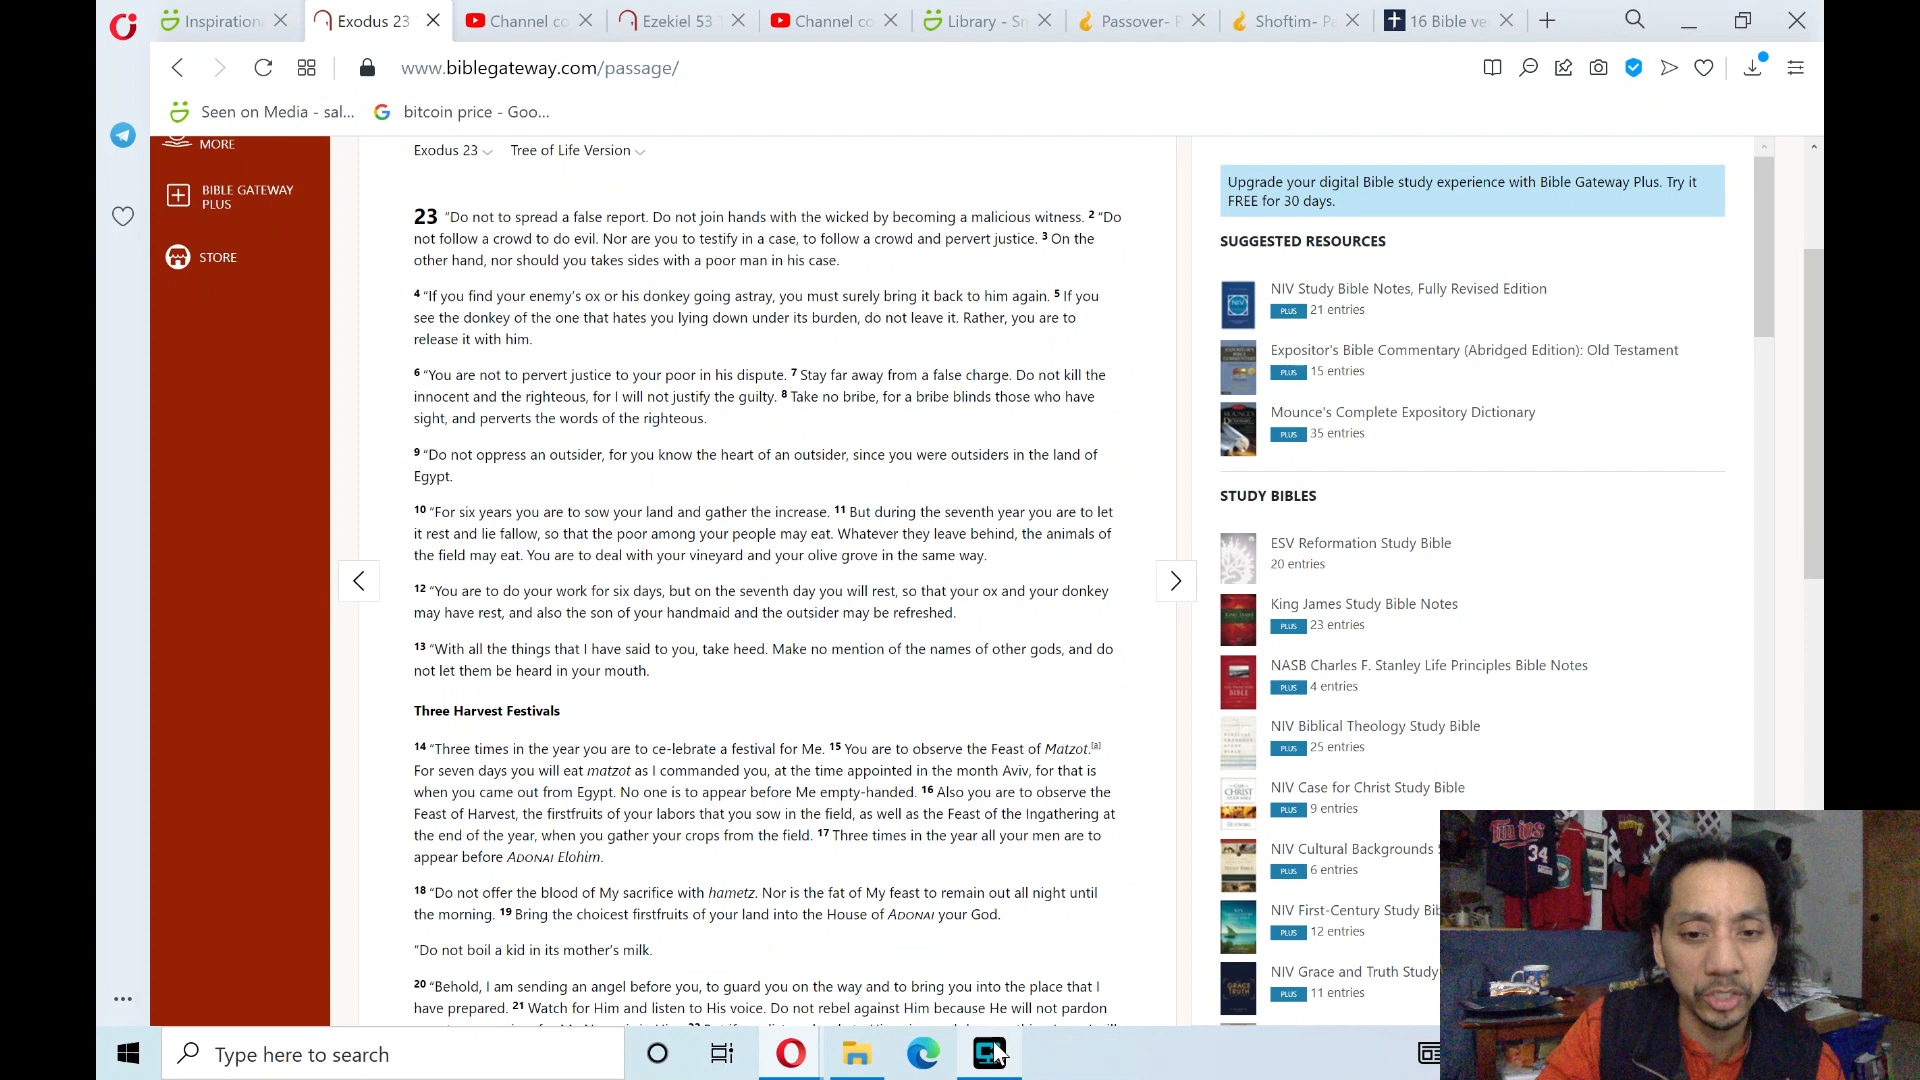 Inspiration
Exodus 23
Channel co
Ezekiel 53
Channel co
Library - Sm
Passover- P
Shoftim- Pa
16 Bible ve
www.biblegateway.com/passage/
Seen on Media - sal...
bitcoin price - Goo...
MORE
BIBLE GATEWAY
PLUS
STORE
Exodus 23
Tree of Life Version
23 “Do not to spread a false report. Do not join hands with the wicked by becoming a malicious witness. 2 “Do
not follow a crowd to do evil. Nor are you to testify in a case, to follow a crowd and pervert justice. 3 On the
other hand, nor should you takes sides with a poor man in his case.
4 “If you find your enemy’s ox or his donkey going astray, you must surely bring it back to him again. 5 If you
see the donkey of the one that hates you lying down under its burden, do not leave it. Rather, you are to
release it with him.
6 “You are not to pervert justice to your poor in his dispute. 7 Stay far away from a false charge. Do not kill the
innocent and the righteous, for I will not justify the guilty. 8 Take no bribe, for a bribe blinds those who have
sight, and perverts the words of the righteous.
9 “Do not oppress an outsider, for you know the heart of an outsider, since you were outsiders in the land of
Egypt.
10 “For six years you are to sow your land and gather the increase. 11 But during the seventh year you are to let
it rest and lie fallow, so that the poor among your people may eat. Whatever they leave behind, the animals of
the field may eat. You are to deal with your vineyard and your olive grove in the same way.
12 “You are to do your work for six days, but on the seventh day you will rest, so that your ox and your donkey
may have rest, and also the son of your handmaid and the outsider may be refreshed.
13 “With all the things that I have said to you, take heed. Make no mention of the names of other gods, and do
not let them be heard in your mouth.
Three Harvest Festivals
14 “Three times in the year you are to ce-lebrate a festival for Me. 15 You are to observe the Feast of Matzot.[a]
For seven days you will eat matzot as I commanded you, at the time appointed in the month Aviv, for that is
when you came out from Egypt. No one is to appear before Me empty-handed. 16 Also you are to observe the
Feast of Harvest, the firstfruits of your labors that you sow in the field, as well as the Feast of the Ingathering at
the end of the year, when you gather your crops from the field. 17 Three times in the year all your men are to
appear before ADONAI Elohim.
18 “Do not offer the blood of My sacrifice with hametz. Nor is the fat of My feast to remain out all night until
the morning. 19 Bring the choicest firstfruits of your land into the House of ADONAI your God.
“Do not boil a kid in its mother’s milk.
20 “Behold, I am sending an angel before you, to guard you on the way and to bring you into the place that I
have prepared. 21 Watch for Him and listen to His voice. Do not rebel against Him because He will not pardon
Upgrade your digital Bible study experience with Bible Gateway Plus. Try it
FREE for 30 days.
SUGGESTED RESOURCES
NIV Study Bible Notes, Fully Revised Edition
PLUS 21 entries
Expositor's Bible Commentary (Abridged Edition): Old Testament
PLUS 15 entries
Mounce's Complete Expository Dictionary
PLUS 35 entries
STUDY BIBLES
ESV Reformation Study Bible
20 entries
King James Study Bible Notes
PLUS 23 entries
NASB Charles F. Stanley Life Principles Bible Notes
PLUS 4 entries
NIV Biblical Theology Study Bible
PLUS 25 entries
NIV Case for Christ Study Bible
PLUS 9 entries
NIV Cultural Backgrounds
PLUS 6 entries
NIV First-Century Study Bib
PLUS 12 entries
NIV Grace and Truth Study
PLUS 11 entries
Twins
34
Type here to search